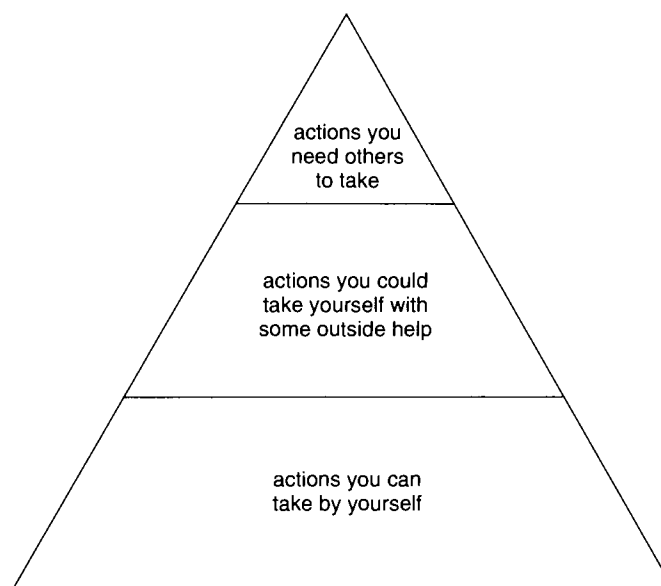 actions you
need others
to take
actions you could
take yourself with
some outside help
actions you can
take by yourself